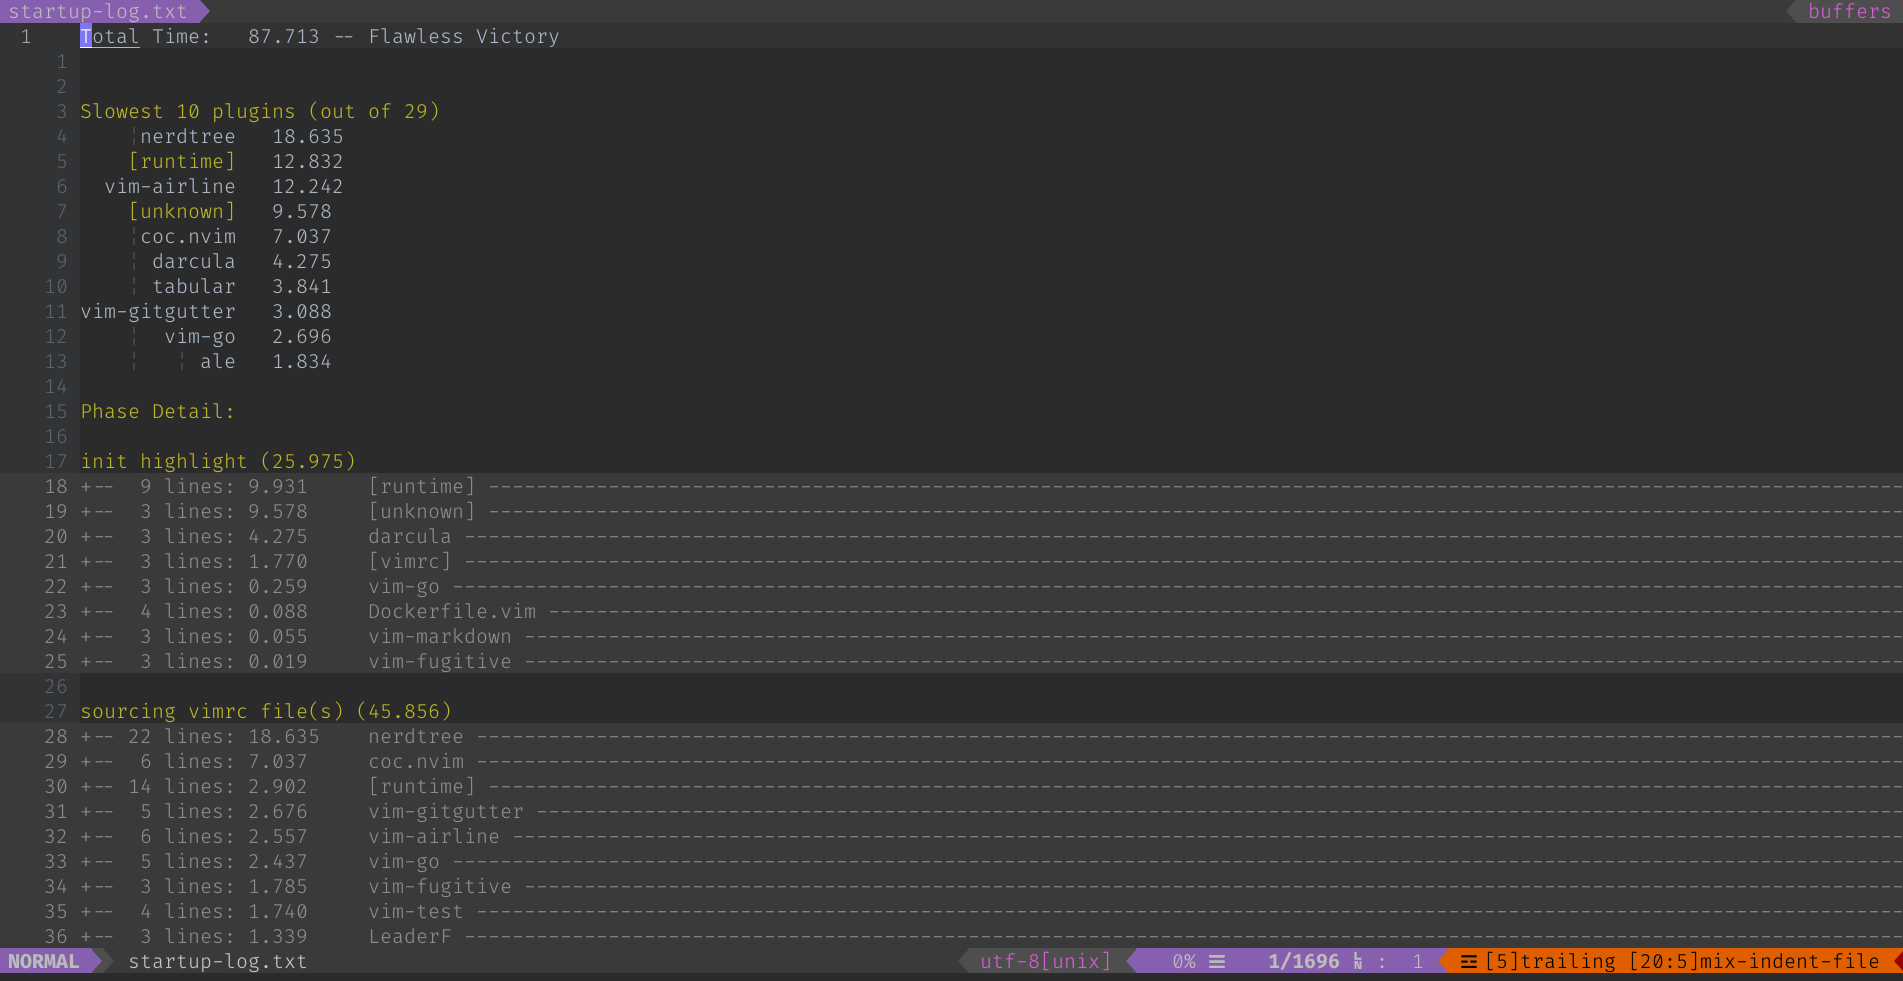 startup-log.txt buffers
1 Total Time: 87.713 -- Flawless Victory
1
2
3 Slowest 10 plugins (out of 29)
4 ¦nerdtree 18.635
5 [runtime] 12.832
6 vim-airline 12.242
7 [unknown] 9.578
8 ¦coc.nvim 7.037
9 ¦ darcula 4.275
10 ¦ tabular 3.841
11 vim-gitgutter 3.088
12 ¦ vim-go 2.696
13 ¦ ¦ ale 1.834
14
15 Phase Detail:
16
17 init highlight (25.975)
18 +-- 9 lines: 9.931 [runtime] ---
19 +-- 3 lines: 9.578 [unknown] ---
20 +-- 3 lines: 4.275 darcula ---
21 +-- 3 lines: 1.770 [vimrc] ---
22 +-- 3 lines: 0.259 vim-go ---
23 +-- 4 lines: 0.088 Dockerfile.vim ---
24 +-- 3 lines: 0.055 vim-markdown ---
25 +-- 3 lines: 0.019 vim-fugitive ---
26
27 sourcing vimrc file(s) (45.856)
28 +-- 22 lines: 18.635 nerdtree ---
29 +-- 6 lines: 7.037 coc.nvim ---
30 +-- 14 lines: 2.902 [runtime] ---
31 +-- 5 lines: 2.676 vim-gitgutter ---
32 +-- 6 lines: 2.557 vim-airline ---
33 +-- 5 lines: 2.437 vim-go ---
34 +-- 3 lines: 1.785 vim-fugitive ---
35 +-- 4 lines: 1.740 vim-test ---
36 +-- 3 lines: 1.339 LeaderF ---
NORMAL startup-log.txt utf-8[unix] 0% ☰ 1/1696 LN : 1 ☲ [5]trailing [20:5]mix-indent-file